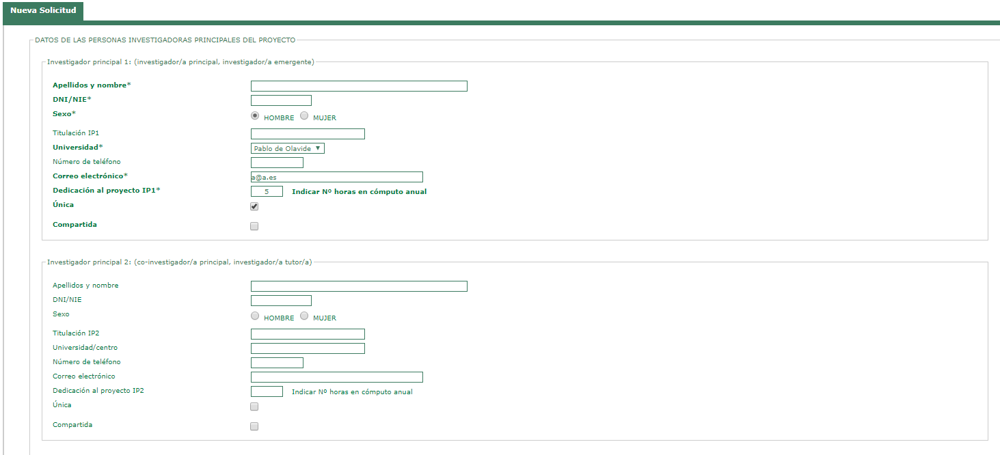 Nueva Solicitud
DATOS DE LAS PERSONAS INVESTIGADORAS PRINCIPALES DEL PROYECTO
Investigador principal 1: (investigador/a principal, investigador/a emergente)
Apellidos y nombre*
DNI/NIE*
Sexo* HOMBRE MUJER
Titulación IP1
Universidad* Pablo de Olavide
Número de teléfono
Correo electrónico* a@a.es
Dedicación al proyecto IP1* 5 Indicar Nº horas en cómputo anual
Única
Compartida
Investigador principal 2: (co-investigador/a principal, investigador/a tutor/a)
Apellidos y nombre
DNI/NIE
Sexo HOMBRE MUJER
Titulación IP2
Universidad/centro
Número de teléfono
Correo electrónico
Dedicación al proyecto IP2 Indicar Nº horas en cómputo anual
Única
Compartida